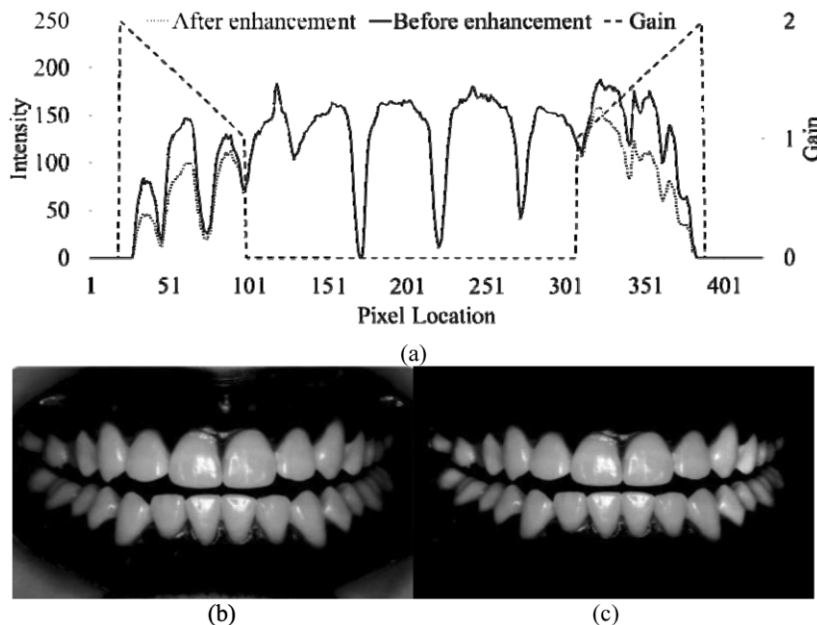 After enhancement Before enhancement Gain
250
200
150
100
50
0
Intensity
2
1
0
Gain
1 51 101 151 201 251 301 351 401
Pixel Location
(a)
(b) (c)